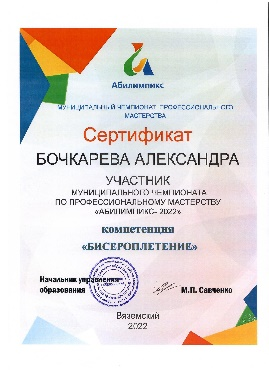 Абилимпикс
МУНИЦИПАЛЬНЫЙ ЧЕМПИОНАТ ПРОФЕССИОНАЛЬНОГО
МАСТЕРСТВА
Сертификат
БОЧКАРЕВА АЛЕКСАНДРА
УЧАСТНИК
МУНИЦИПАЛЬНОГО ЧЕМПИОНАТА
ПО ПРОФЕССИОНАЛЬНОМУ МАСТЕРСТВУ
«АБИЛИМПИКС- 2022»
компетенция
«БИСЕРОПЛЕТЕНИЕ»
Начальник управления
образования
М.П. Савченко
Вяземский
2022